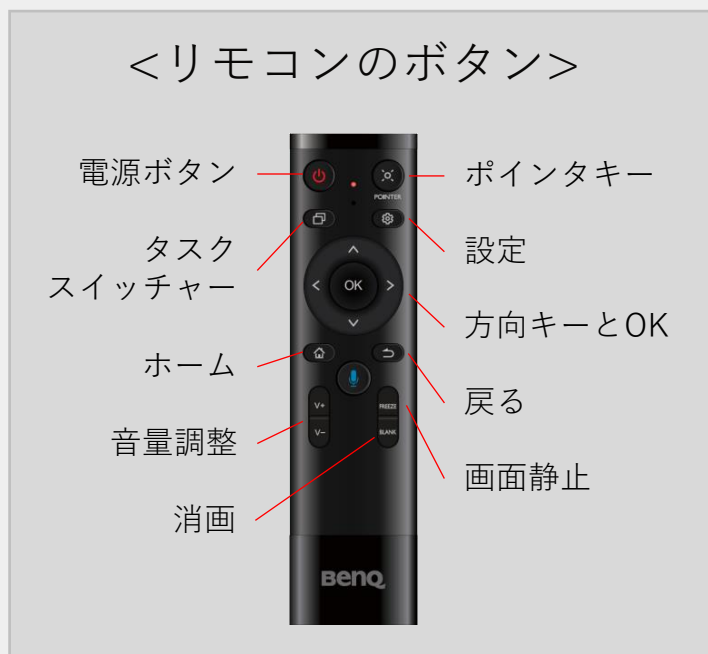 <リモコンのボタン>
電源ボタン
ポインタキー
POINTER
タスク
スイッチャー
設定
OK
方向キーとOK
ホーム
戻る
V+
FREEZE
音量調整
V−
BLANK
画面静止
消画
BenQ